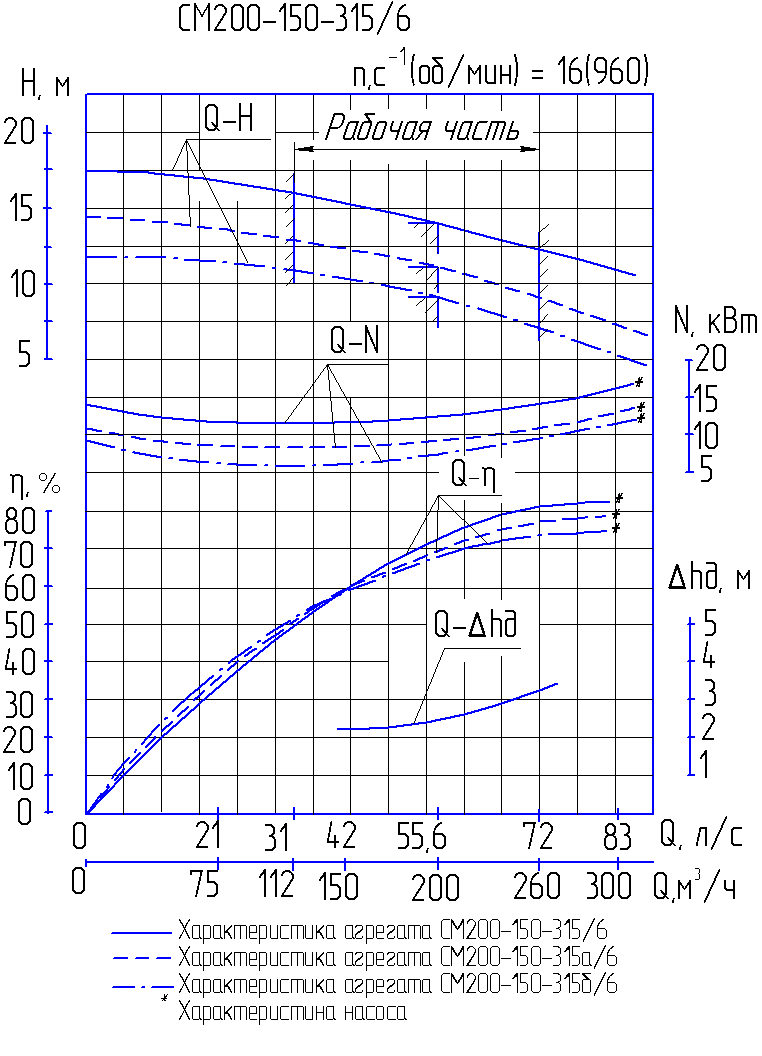 СМ200-150-315/6
n,с⁻¹(об/мин) = 16(960)
H, м
Q-H
Рабочая часть
20
15
10
5
N, кВт
Q-N
20
15
10
5
Q-η
η, %
80
70
60
50
40
30
20
10
0
Δhд, м
Q-Δhд
5
4
3
2
1
0 21 31 42 55,6 72 83 Q, л/с
0 75 112 150 200 260 300 Q,м³/ч
Характеристика агрегата СМ200-150-315/6
Характеристика агрегата СМ200-150-315а/6
Характеристика агрегата СМ200-150-315б/6
* Характеристина насоса